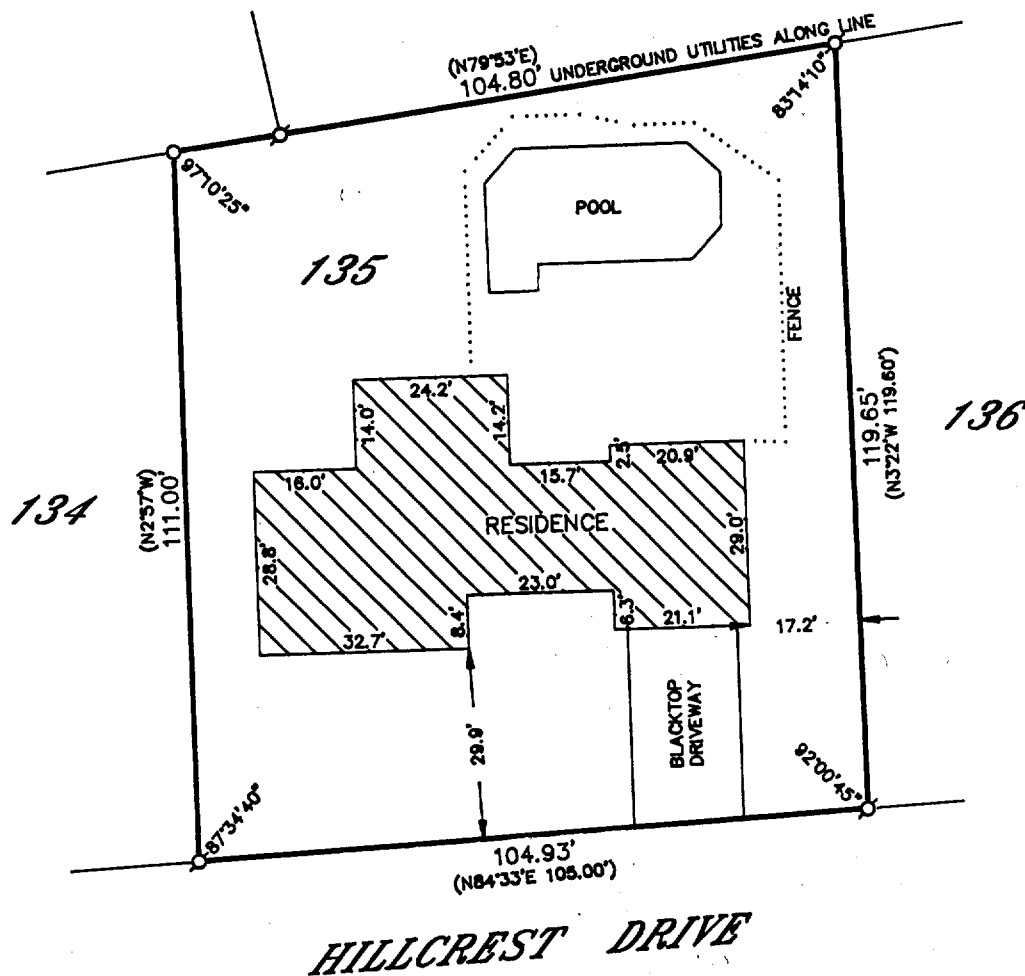 (N79°53'E)
104.80' UNDERGROUND UTILITIES ALONG LINE
83°14'10"
97°10'25"
POOL
135
FENCE
24.2'
14.0'
14.2'
2.5'
20.9'
15.7'
16.0'
119.65'
(N3°22'W 119.60')
136
134
(N2°57'W)
111.00'
RESIDENCE
29.0'
28.8'
23.0'
8.4'
6.3'
21.1'
17.2'
32.7'
29.9'
BLACKTOP
DRIVEWAY
92°00'45"
87°34'40"
104.93'
(N84°33'E 105.00')
HILLCREST DRIVE